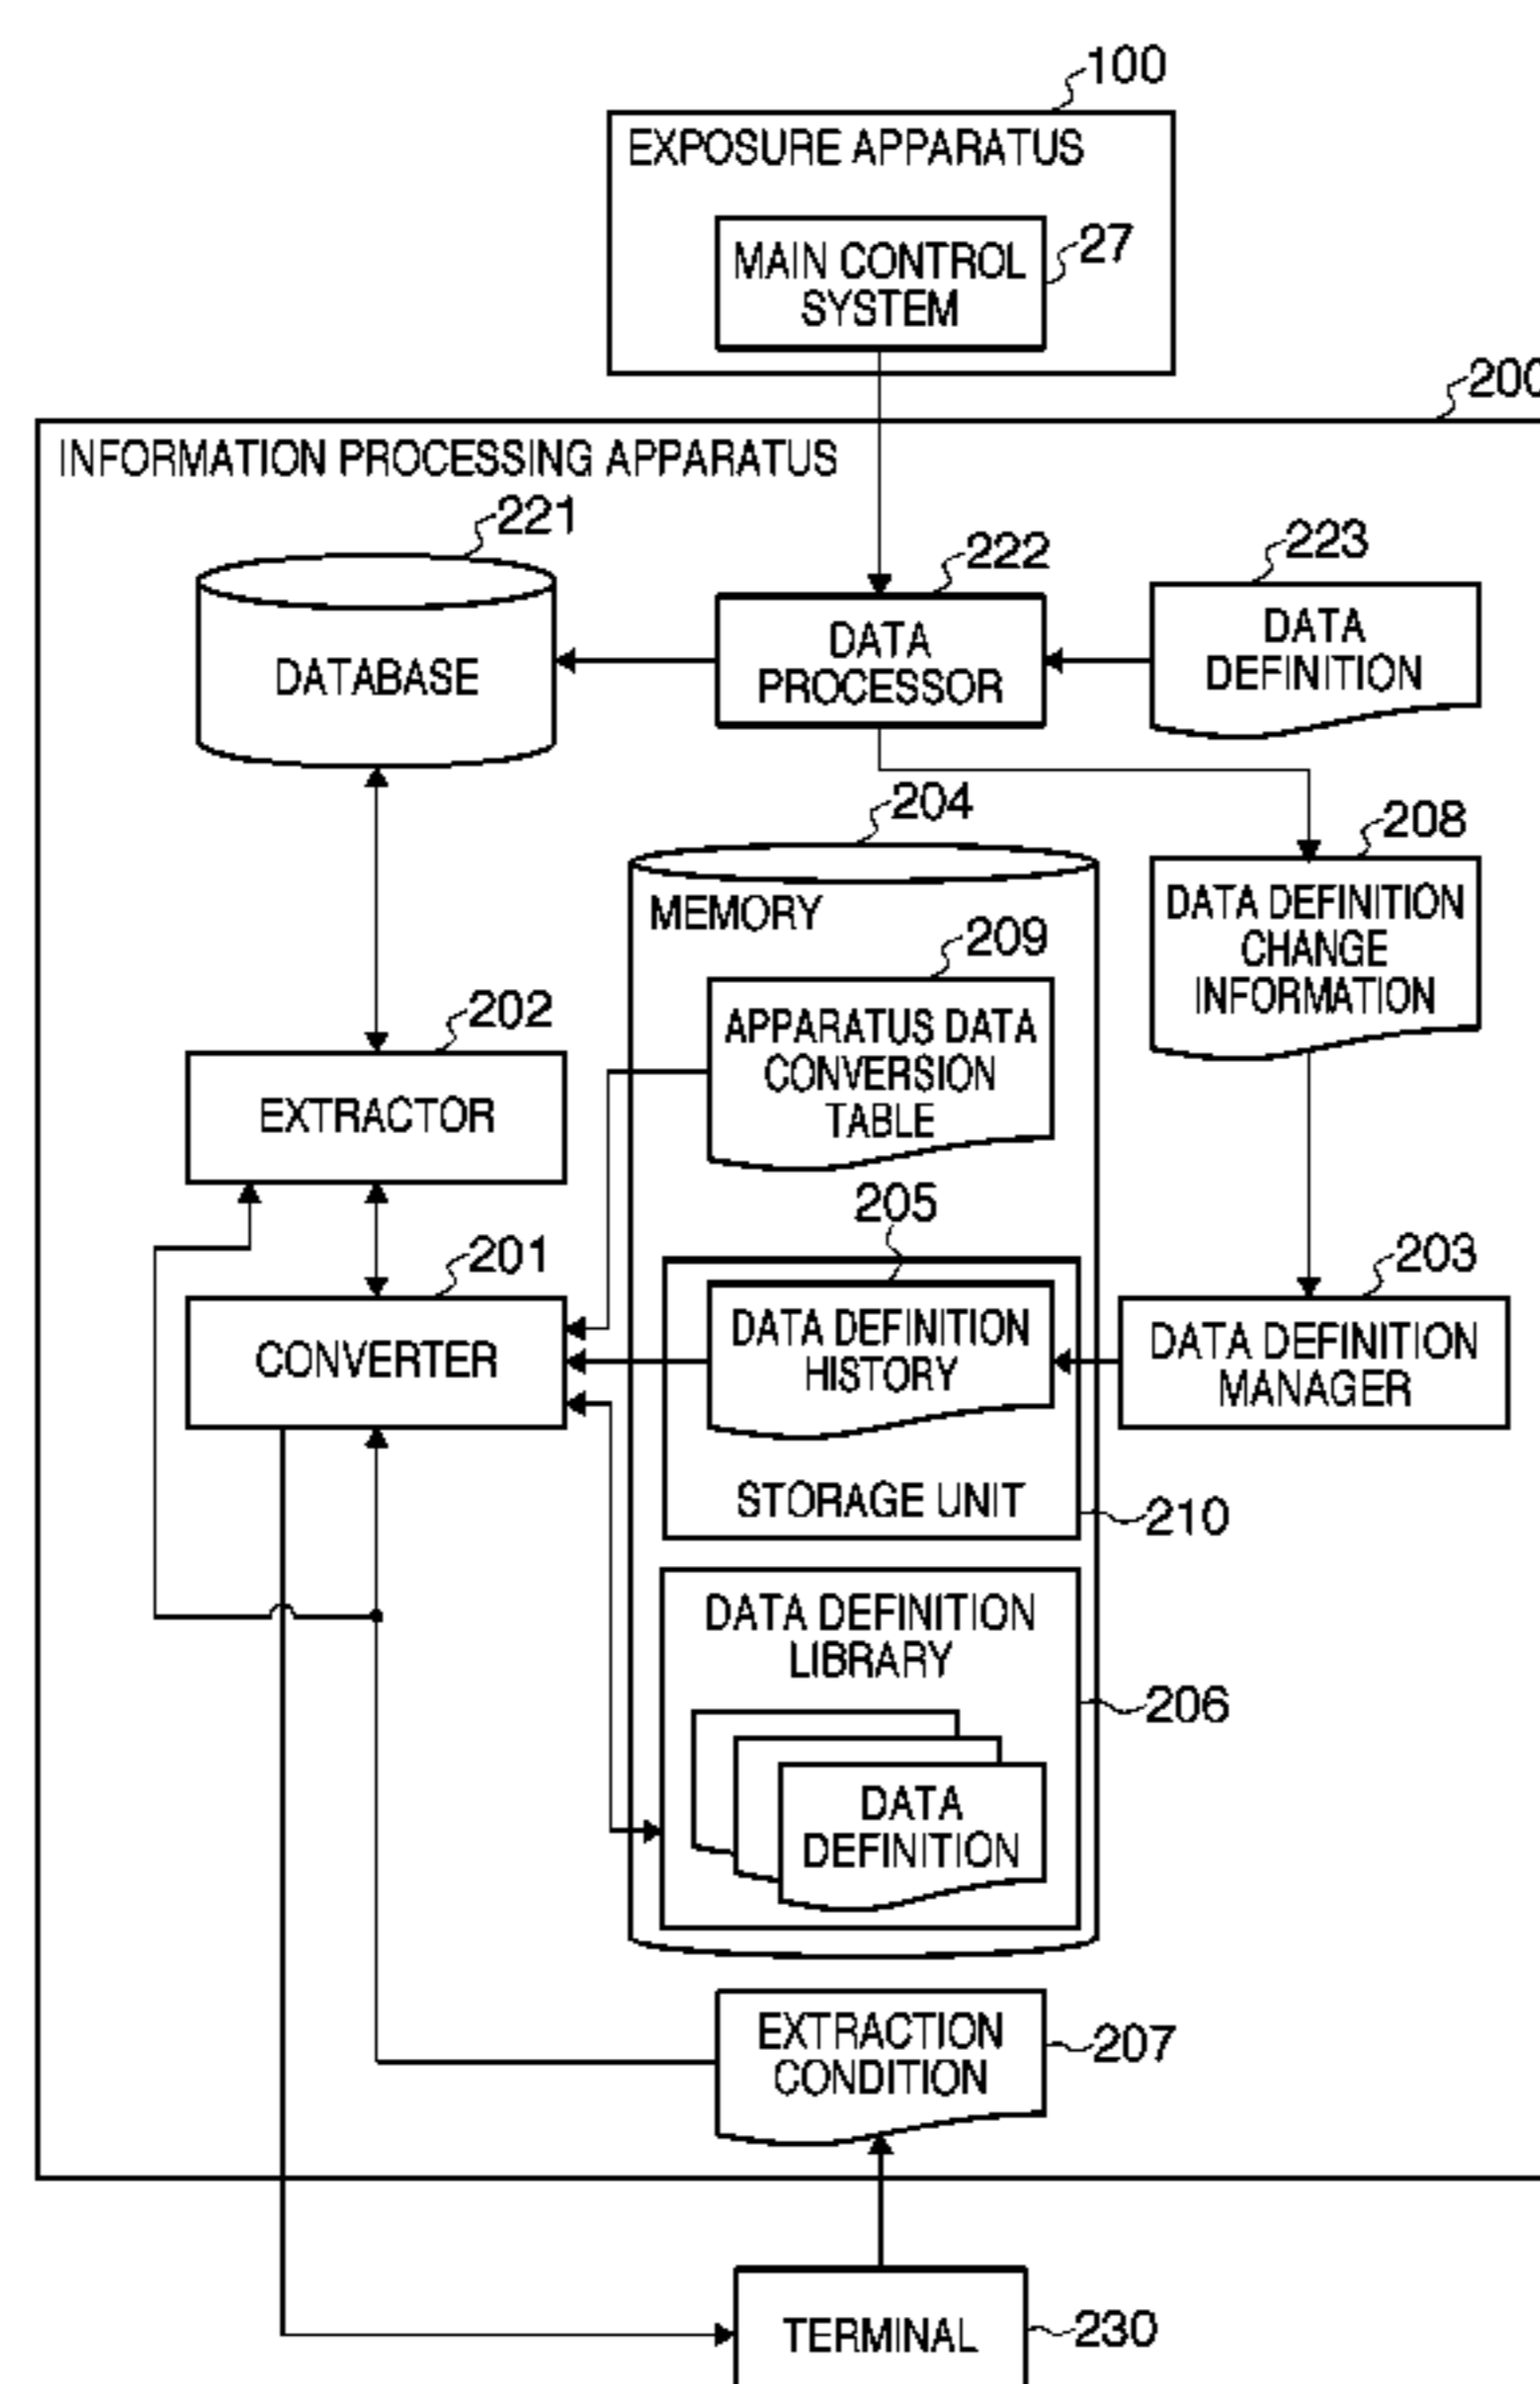 100
EXPOSURE APPARATUS
27
MAIN CONTROL
SYSTEM
200
INFORMATION PROCESSING APPARATUS
221
DATABASE
222
DATA
PROCESSOR
223
DATA
DEFINITION
204
MEMORY
208
DATA DEFINITION
CHANGE
INFORMATION
209
APPARATUS DATA
CONVERSION
TABLE
202
EXTRACTOR
205
DATA DEFINITION
HISTORY
STORAGE UNIT
210
201
CONVERTER
203
DATA DEFINITION
MANAGER
DATA DEFINITION
LIBRARY
206
DATA
DEFINITION
EXTRACTION
CONDITION
207
TERMINAL
230